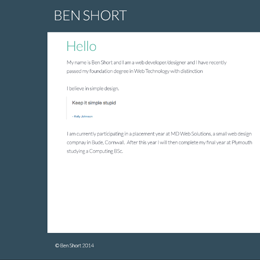 BEN SHORT
Hello
My name is Ben Short and I am a web developer/designer and I have recently
passed my foundation degree in Web Technology with distinction
I believe in simple design.
Keep it simple stupid
- Kelly Johnson
I am currently participating in a placement year at MD Web Solutions, a small web design
company in Bude, Cornwall. After this year I will then complete my final year at Plymouth
studying a Computing BSc.
© Ben Short 2014